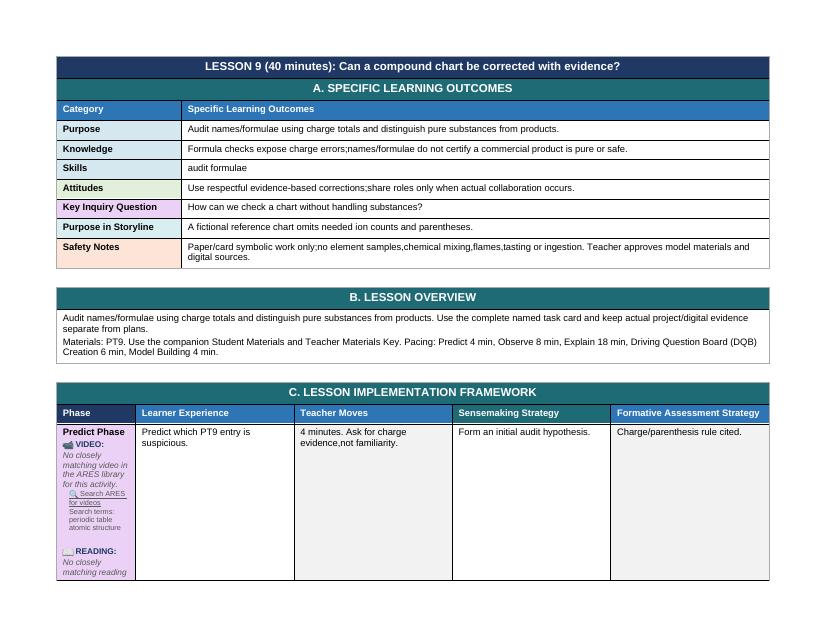 LESSON 9 (40 minutes): Can a compound chart be corrected with evidence?
A. SPECIFIC LEARNING OUTCOMES
Category
Specific Learning Outcomes
Purpose
Audit names/formulae using charge totals and distinguish pure substances from products.
Knowledge
Formula checks expose charge errors;names/formulae do not certify a commercial product is pure or safe.
Skills
audit formulae
Attitudes
Use respectful evidence-based corrections;share roles only when actual collaboration occurs.
Key Inquiry Question
How can we check a chart without handling substances?
Purpose in Storyline
A fictional reference chart omits needed ion counts and parentheses.
Safety Notes
Paper/card symbolic work only;no element samples,chemical mixing,flames,tasting or ingestion. Teacher approves model materials and
digital sources.
B. LESSON OVERVIEW
Audit names/formulae using charge totals and distinguish pure substances from products. Use the complete named task card and keep actual project/digital evidence
separate from plans.
Materials: PT9. Use the companion Student Materials and Teacher Materials Key. Pacing: Predict 4 min, Observe 8 min, Explain 18 min, Driving Question Board (DQB)
Creation 6 min, Model Building 4 min.
C. LESSON IMPLEMENTATION FRAMEWORK
Phase
Learner Experience
Teacher Moves
Sensemaking Strategy
Formative Assessment Strategy
Predict Phase
VIDEO:
No closely
matching video in
the ARES library
for this activity.
Search ARES
for videos
Search terms:
periodic table
atomic structure
READING:
No closely
matching reading
Predict which PT9 entry is
suspicious.
4 minutes. Ask for charge
evidence,not familiarity.
Form an initial audit hypothesis.
Charge/parenthesis rule cited.